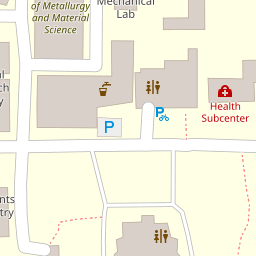 of Metallurgy
and Material
Science
Mechanical
Lab
P
P
Health
Subcenter